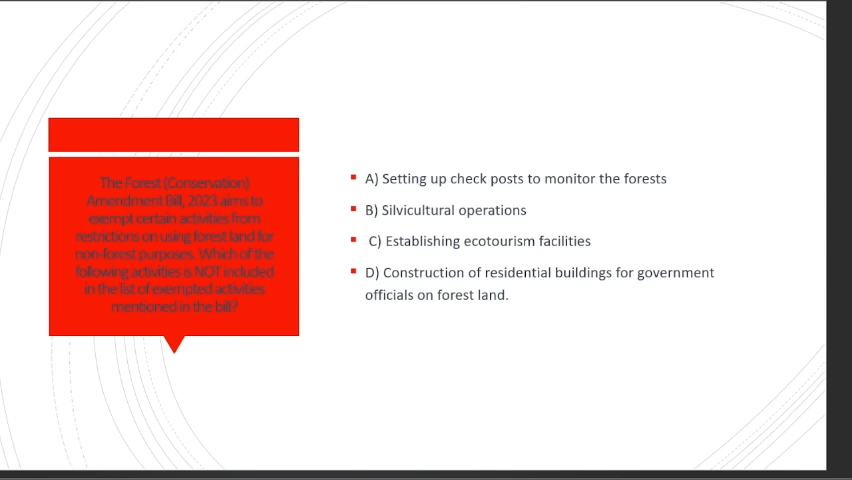 The Forest (Conservation)
Amendment Bill, 2023 aims to
exempt certain activities from
restrictions on using forest land for
non-forest purposes. Which of the
following activities is NOT included
in the list of exempted activities
mentioned in the bill?
A) Setting up check posts to monitor the forests
B) Silvicultural operations
C) Establishing ecotourism facilities
D) Construction of residential buildings for government
officials on forest land.